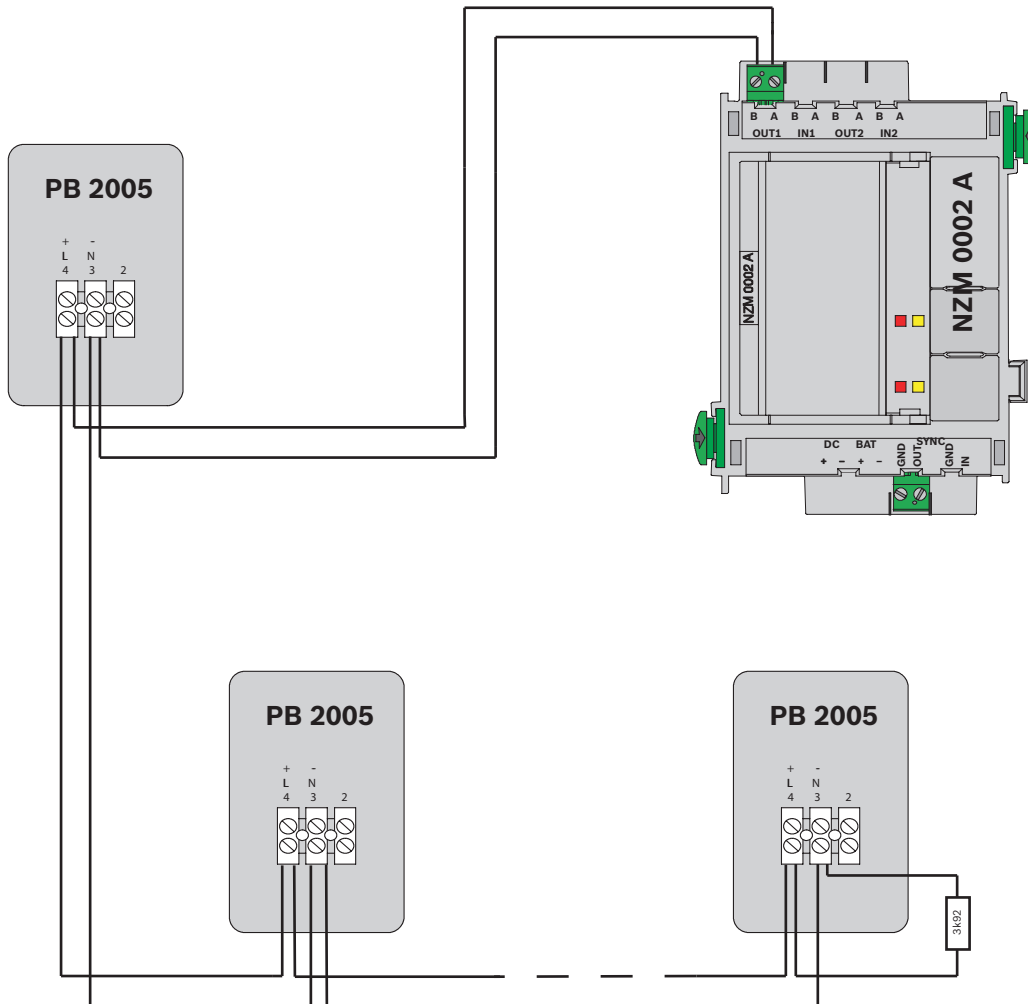 B A B A B A B A
OUT1 IN1 OUT2 IN2
NZM 0002 A
NZM 0002 A
DC BAT SYNC
+ - + - GND OUT GND IN
PB 2005
+ -
L N
4 3 2
PB 2005
+ -
L N
4 3 2
PB 2005
+ -
L N
4 3 2
3k92